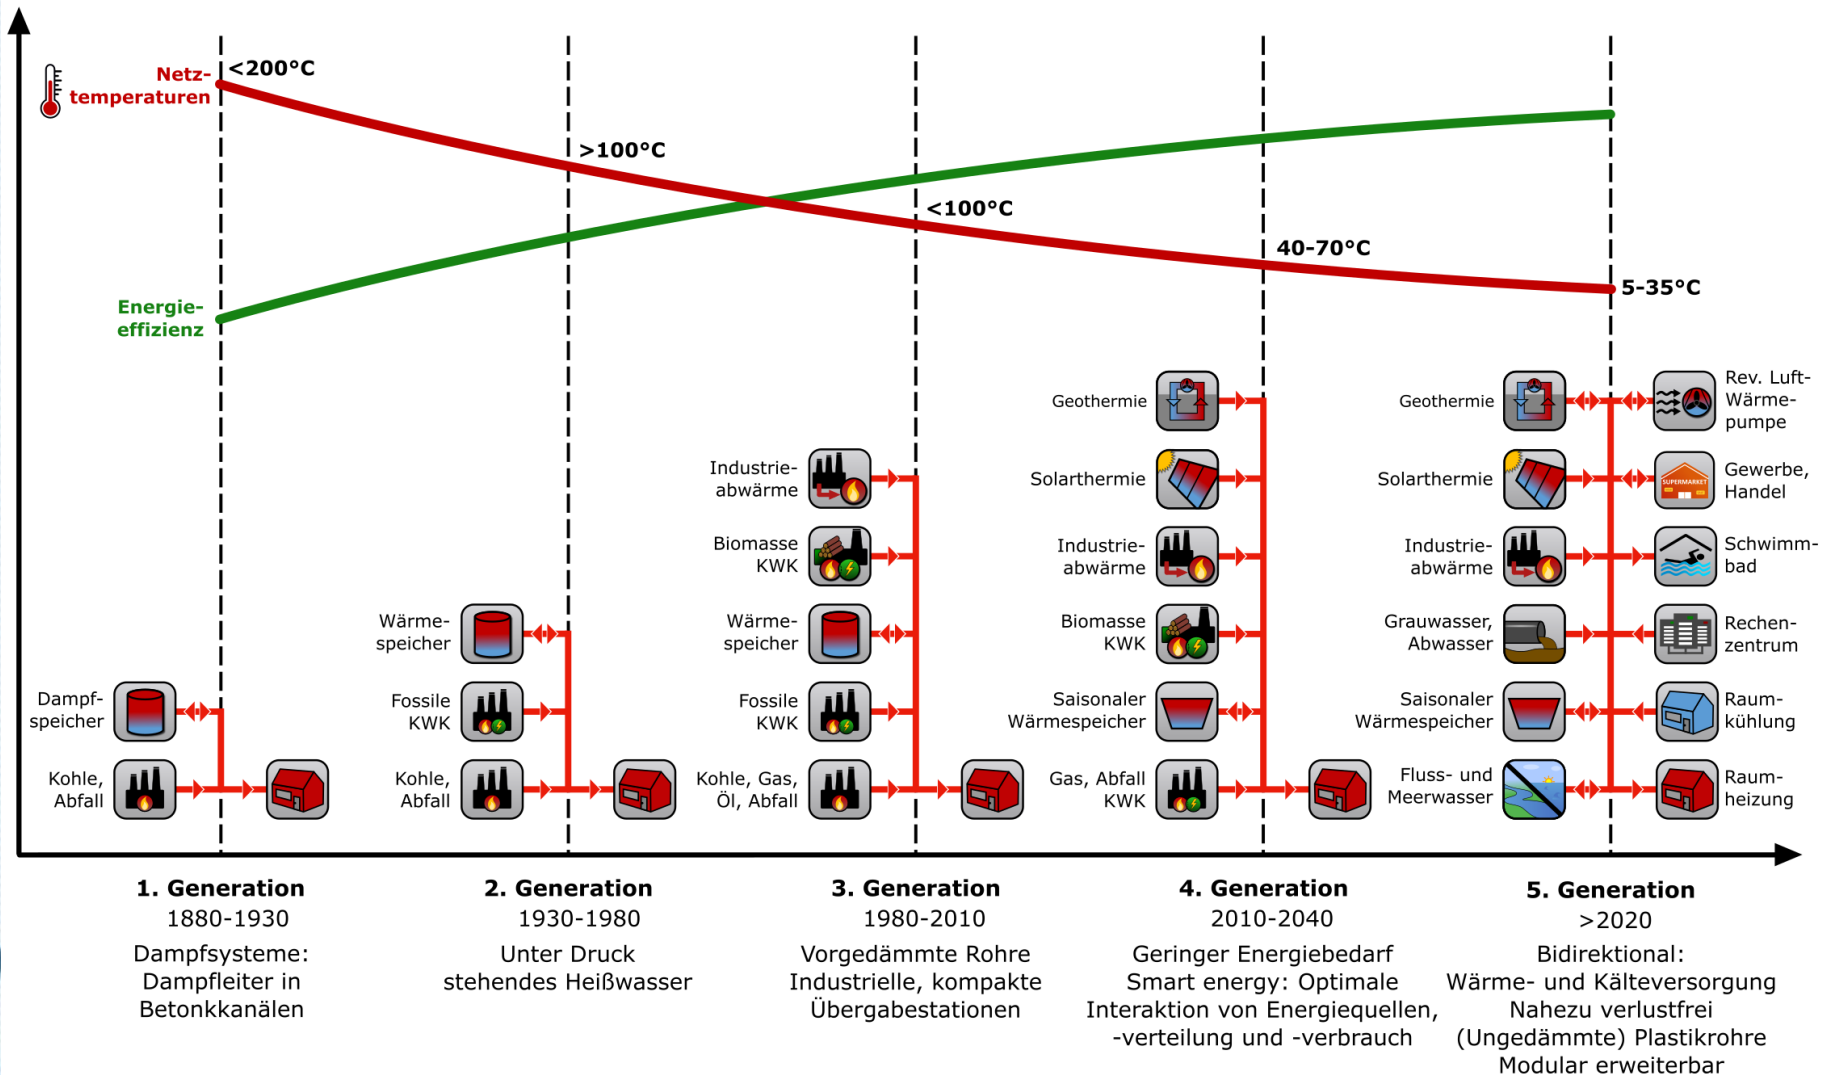 Netz-
temperaturen
<200°C
>100°C
<100°C
40-70°C
5-35°C
Energie-
effizienz
Dampf-
speicher
Kohle,
Abfall
Wärme-
speicher
Fossile
KWK
Kohle,
Abfall
Industrie-
abwärme
Biomasse
KWK
Wärme-
speicher
Fossile
KWK
Kohle, Gas,
Öl, Abfall
Geothermie
Solarthermie
Industrie-
abwärme
Biomasse
KWK
Saisonaler
Wärmespeicher
Gas, Abfall
KWK
Geothermie
Solarthermie
Industrie-
abwärme
Grauwasser,
Abwasser
Saisonaler
Wärmespeicher
Fluss- und
Meerwasser
Rev. Luft-
Wärme-
pumpe
SUPERMARKET
Gewerbe,
Handel
Schwimm-
bad
Rechen-
zentrum
Raum-
kühlung
Raum-
heizung
1. Generation
1880-1930
Dampfsysteme:
Dampfleiter in
Betonkkanälen
2. Generation
1930-1980
Unter Druck
stehendes Heißwasser
3. Generation
1980-2010
Vorgedämmte Rohre
Industrielle, kompakte
Übergabestationen
4. Generation
2010-2040
Geringer Energiebedarf
Smart energy: Optimale
Interaktion von Energiequellen,
-verteilung und -verbrauch
5. Generation
>2020
Bidirektional:
Wärme- und Kälteversorgung
Nahezu verlustfrei
(Ungedämmte) Plastikrohre
Modular erweiterbar